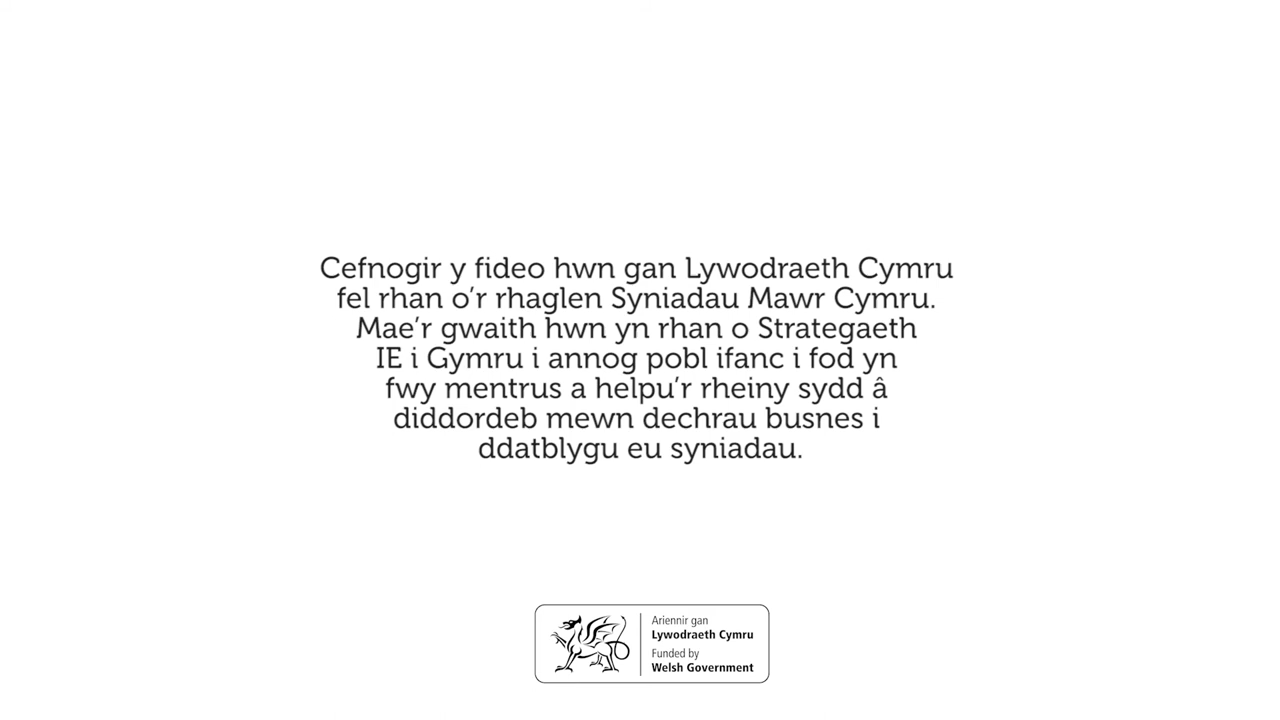 Cefnogir y fideo hwn gan Lywodraeth Cymru
fel rhan o'r rhaglen Syniadau Mawr Cymru.
Mae'r gwaith hwn yn rhan o Strategaeth
IE i Gymru i annog pobl ifanc i fod yn
fwy mentrus a helpu'r rheiny sydd â
diddordeb mewn dechrau busnes i
ddatblygu eu syniadau.
Ariennir gan
Lywodraeth Cymru
Funded by
Welsh Government